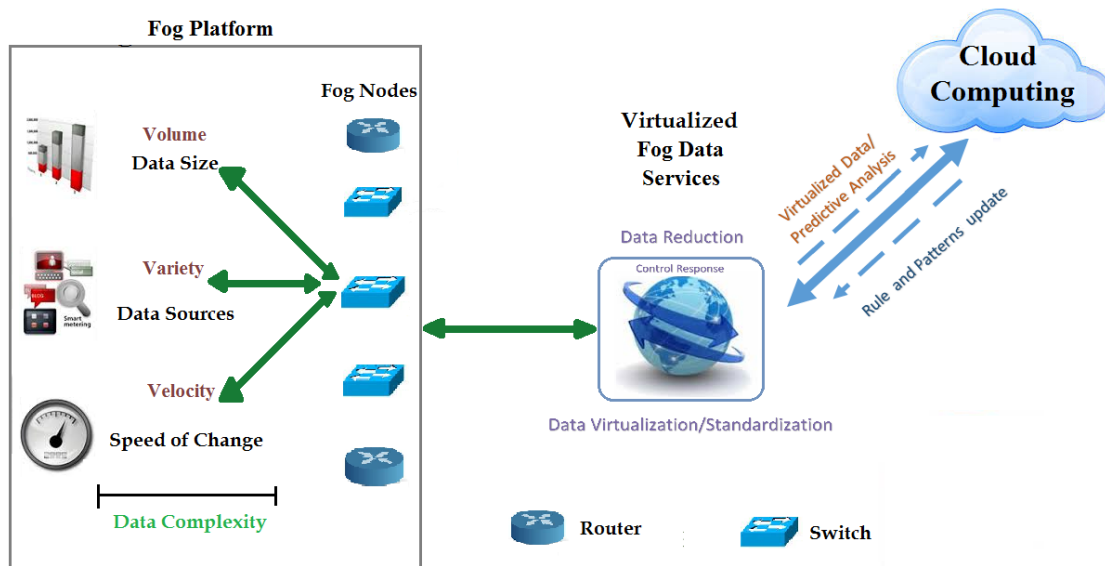 Fog Platform
Fog Nodes
Volume
Data Size
Variety
Data Sources
Smart
metering
Velocity
Speed of Change
Data Complexity
Virtualized
Fog Data
Services
Data Reduction
Control Response
Data Virtualization/Standardization
Cloud
Computing
Virtualized Data/
Predictive Analysis
Rule and Patterns update
Router
Switch